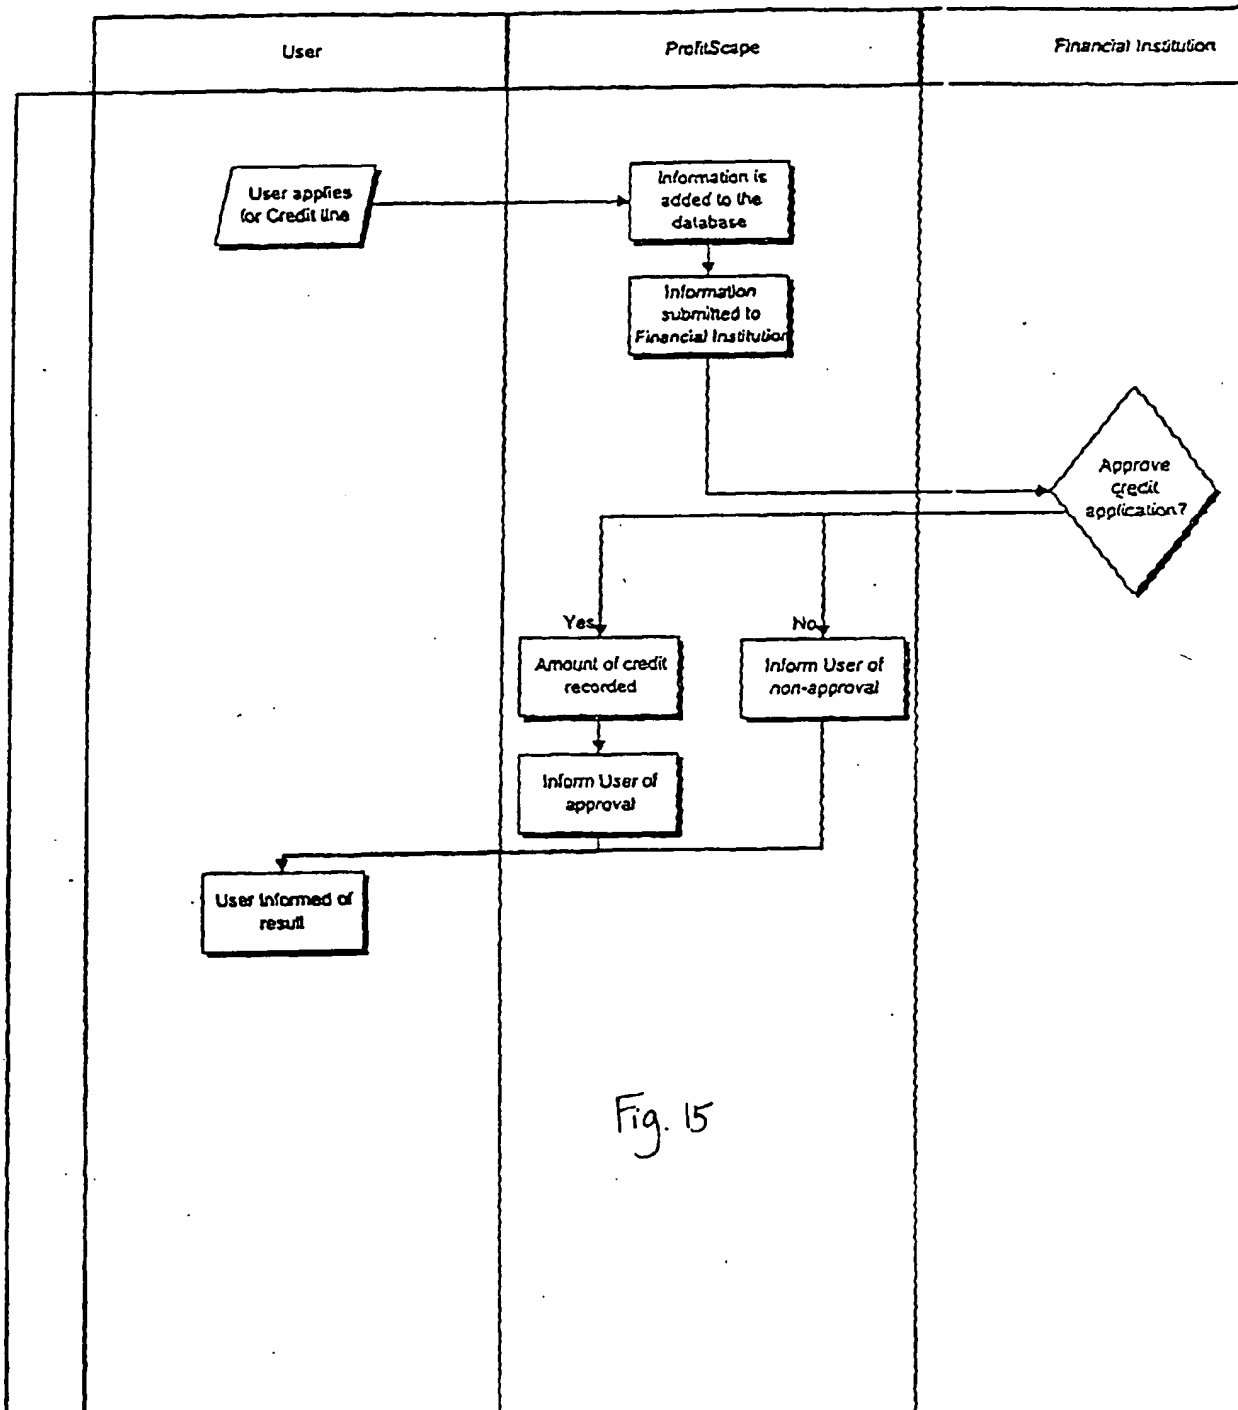 User
ProfitScape
Financial Institution
User applies
for Credit line
Information is
added to the
database
Information
submitted to
Financial Institution
Approve
credit
application?
Yes
No
Amount of credit
recorded
Inform User of
non-approval
Inform User of
approval
User informed of
result
Fig. 15